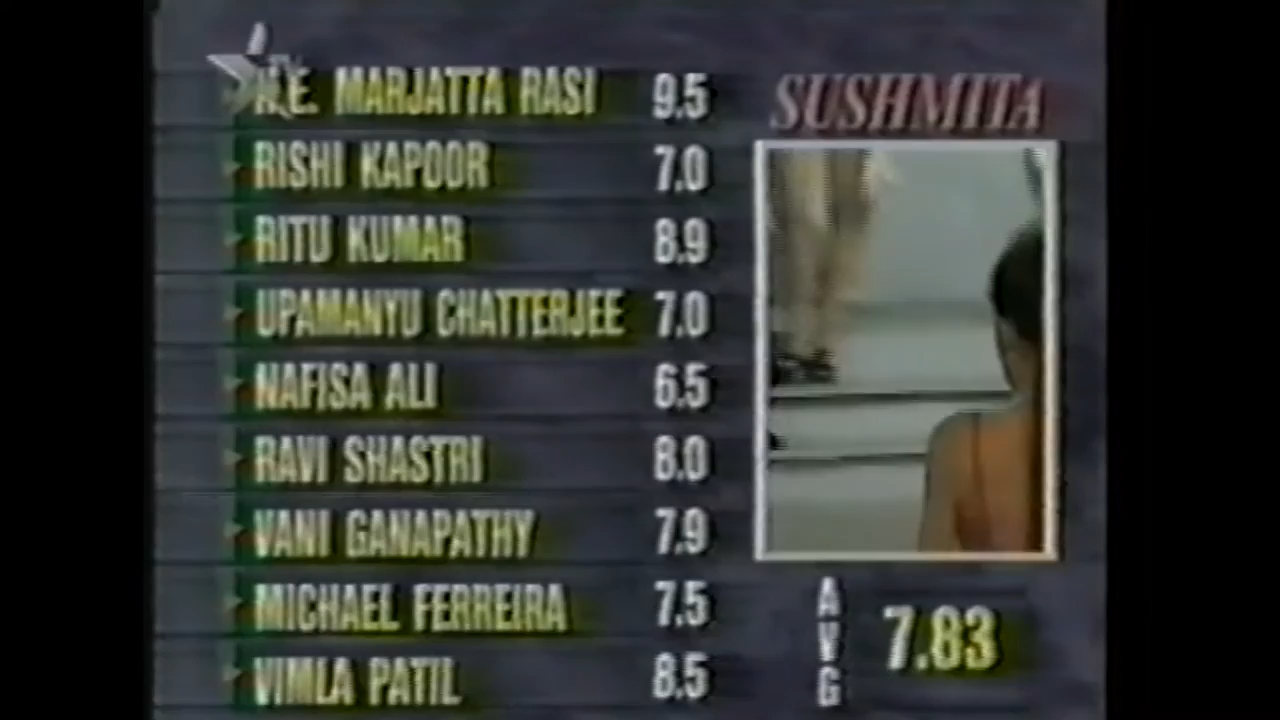 H.E. MARJATTA RASI 9.5
RISHI KAPOOR 7.0
RITU KUMAR 8.9
UPAMANYU CHATTERJEE 7.0
NAFISA ALI 6.5
RAVI SHASTRI 8.0
VANI GANAPATHY 7.9
MICHAEL FERREIRA 7.5
VIMLA PATIL 8.5
SUSHMITA
AVG 7.83